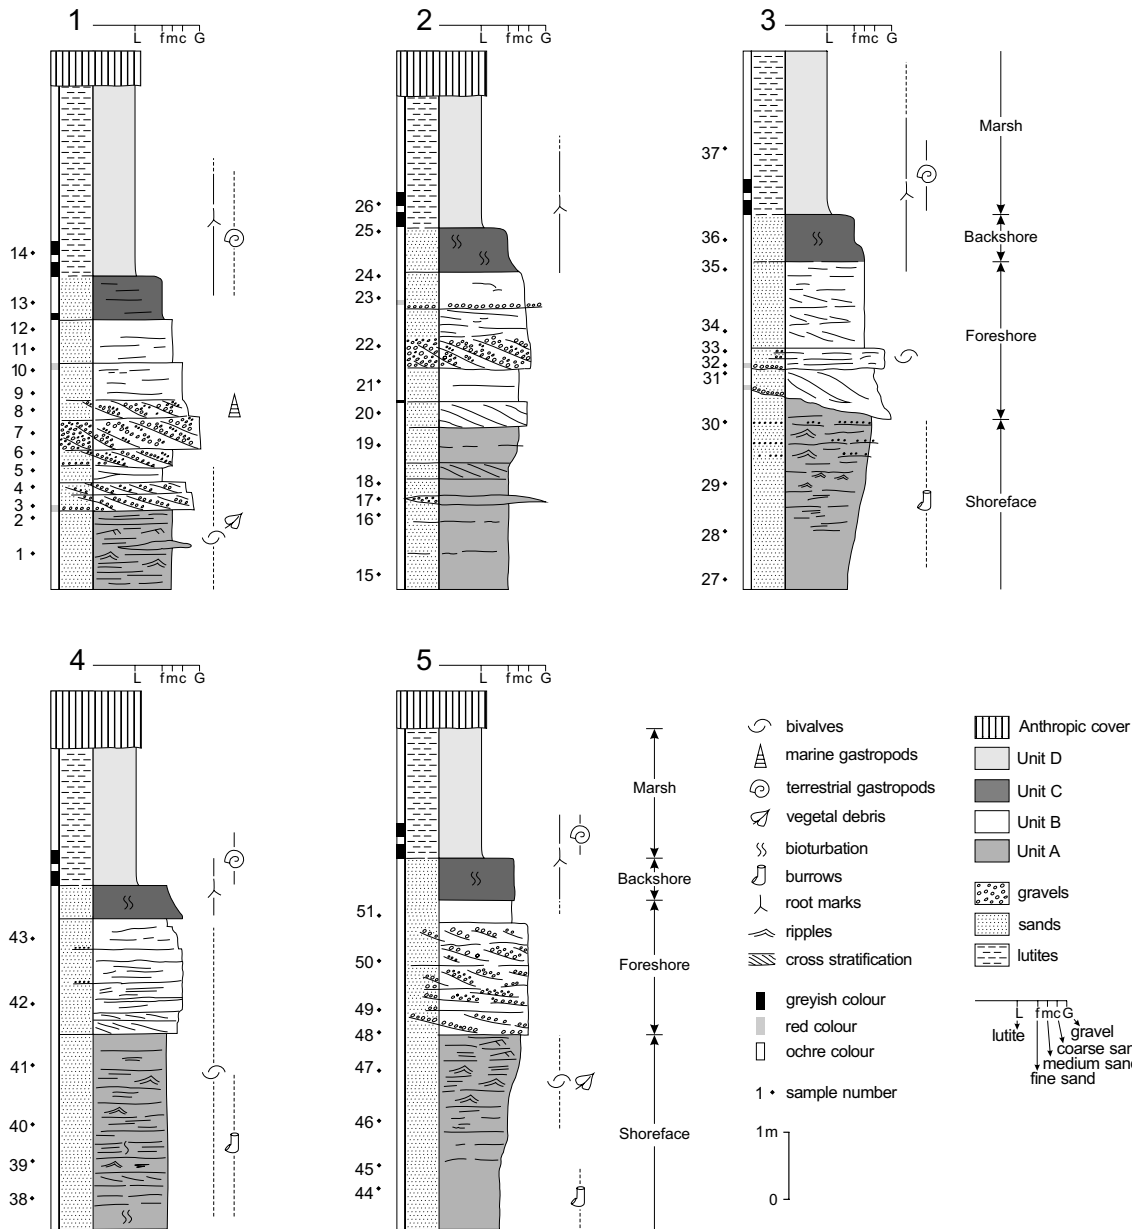 1
L f m c G
14
13
12
11
10
9
8
7
6
5
4
3
2
1
2
L f m c G
26
25
24
23
22
21
20
19
18
17
16
15
3
L f m c G
37
36
35
34
33
32
31
30
29
28
27
Marsh
Backshore
Foreshore
Shoreface
4
L f m c G
43
42
41
40
39
38
5
L f m c G
51
50
49
48
47
46
45
44
Marsh
Backshore
Foreshore
Shoreface
bivalves
marine gastropods
terrestrial gastropods
vegetal debris
bioturbation
burrows
root marks
ripples
cross stratification
greyish colour
red colour
ochre colour
1 sample number
1m
0
Anthropic cover
Unit D
Unit C
Unit B
Unit A
gravels
sands
lutites
L f m c G
lutite
gravel
coarse san
medium sand
fine sand